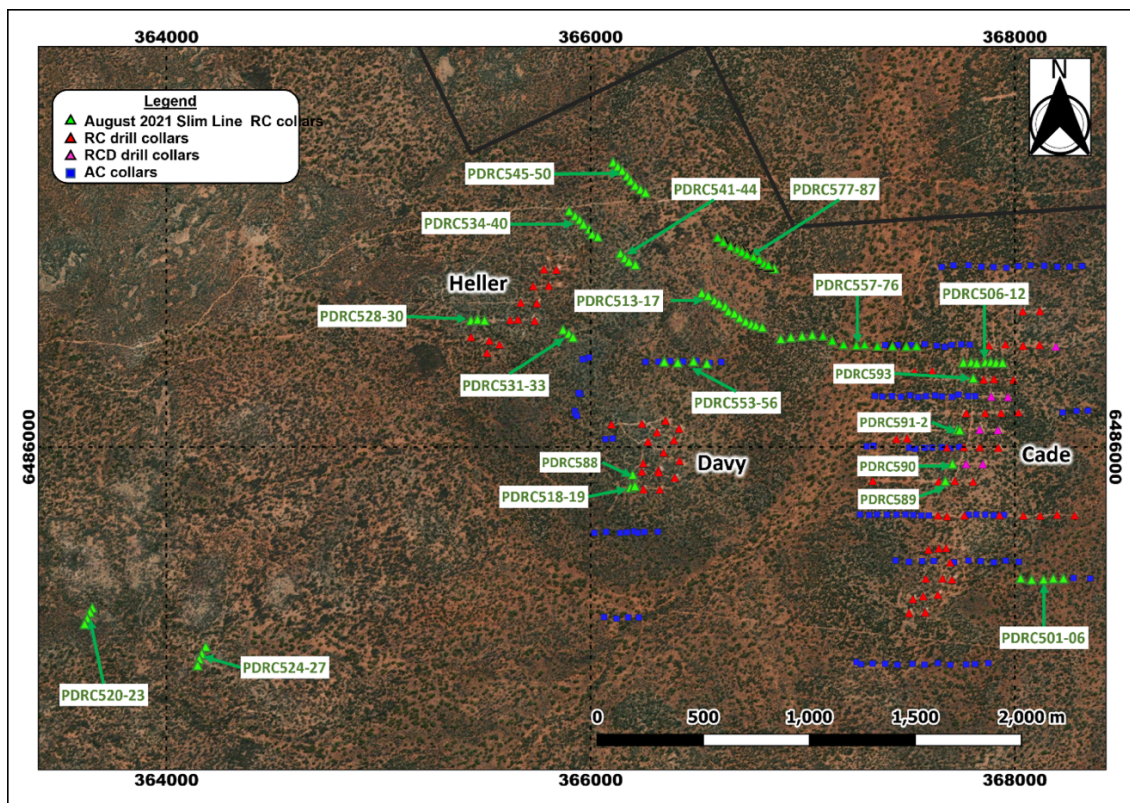 364000 366000 368000
N
Legend
August 2021 Slim Line RC collars
RC drill collars
RCD drill collars
AC collars
PDRC545-50
PDRC541-44
PDRC577-87
PDRC534-40
Heller
PDRC513-17
PDRC557-76
PDRC506-12
PDRC528-30
PDRC593
PDRC531-33
PDRC553-56
PDRC591-2
6486000
6486000
Davy
Cade
PDRC588
PDRC590
PDRC518-19
PDRC589
PDRC501-06
PDRC524-27
PDRC520-23
0 500 1,000 1,500 2,000 m
364000 366000 368000